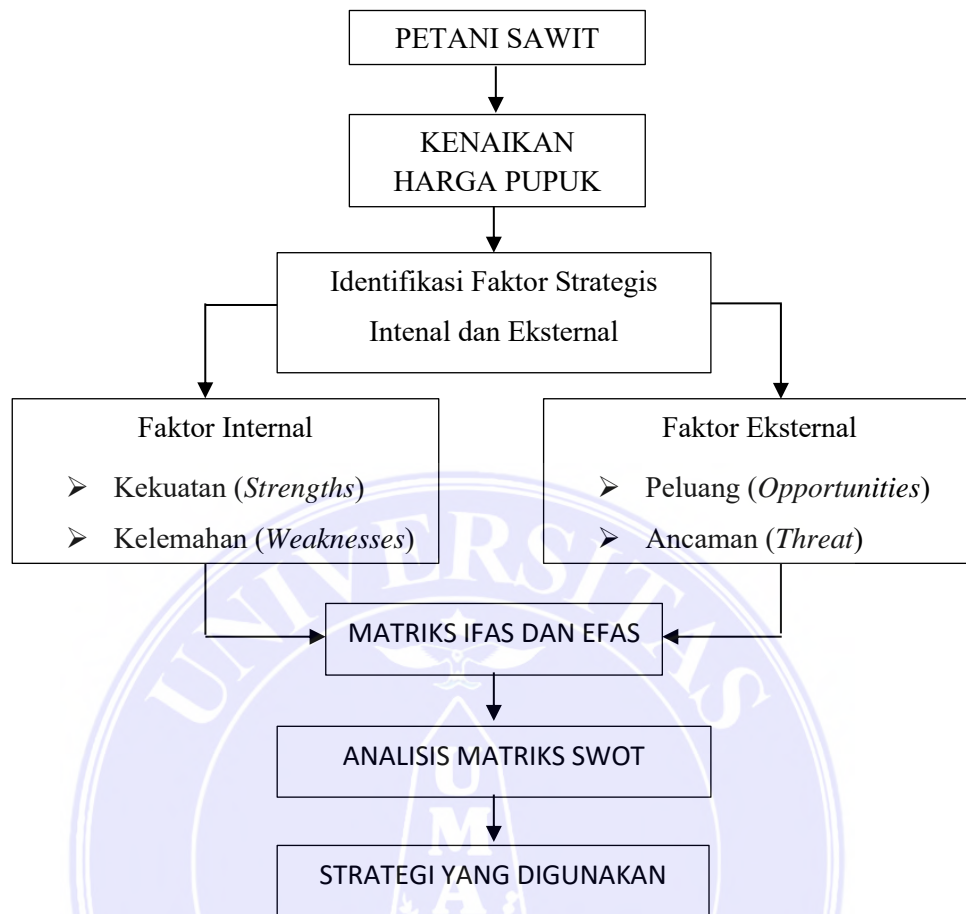 PETANI SAWIT
KENAIKAN
HARGA PUPUK
Identifikasi Faktor Strategis
Intenal dan Eksternal
Faktor Internal
➢ Kekuatan (Strengths)
➢ Kelemahan (Weaknesses)
Faktor Eksternal
➢ Peluang (Opportunities)
➢ Ancaman (Threat)
MATRIKS IFAS DAN EFAS
ANALISIS MATRIKS SWOT
STRATEGI YANG DIGUNAKAN
UNIVERSITAS
U
M
A